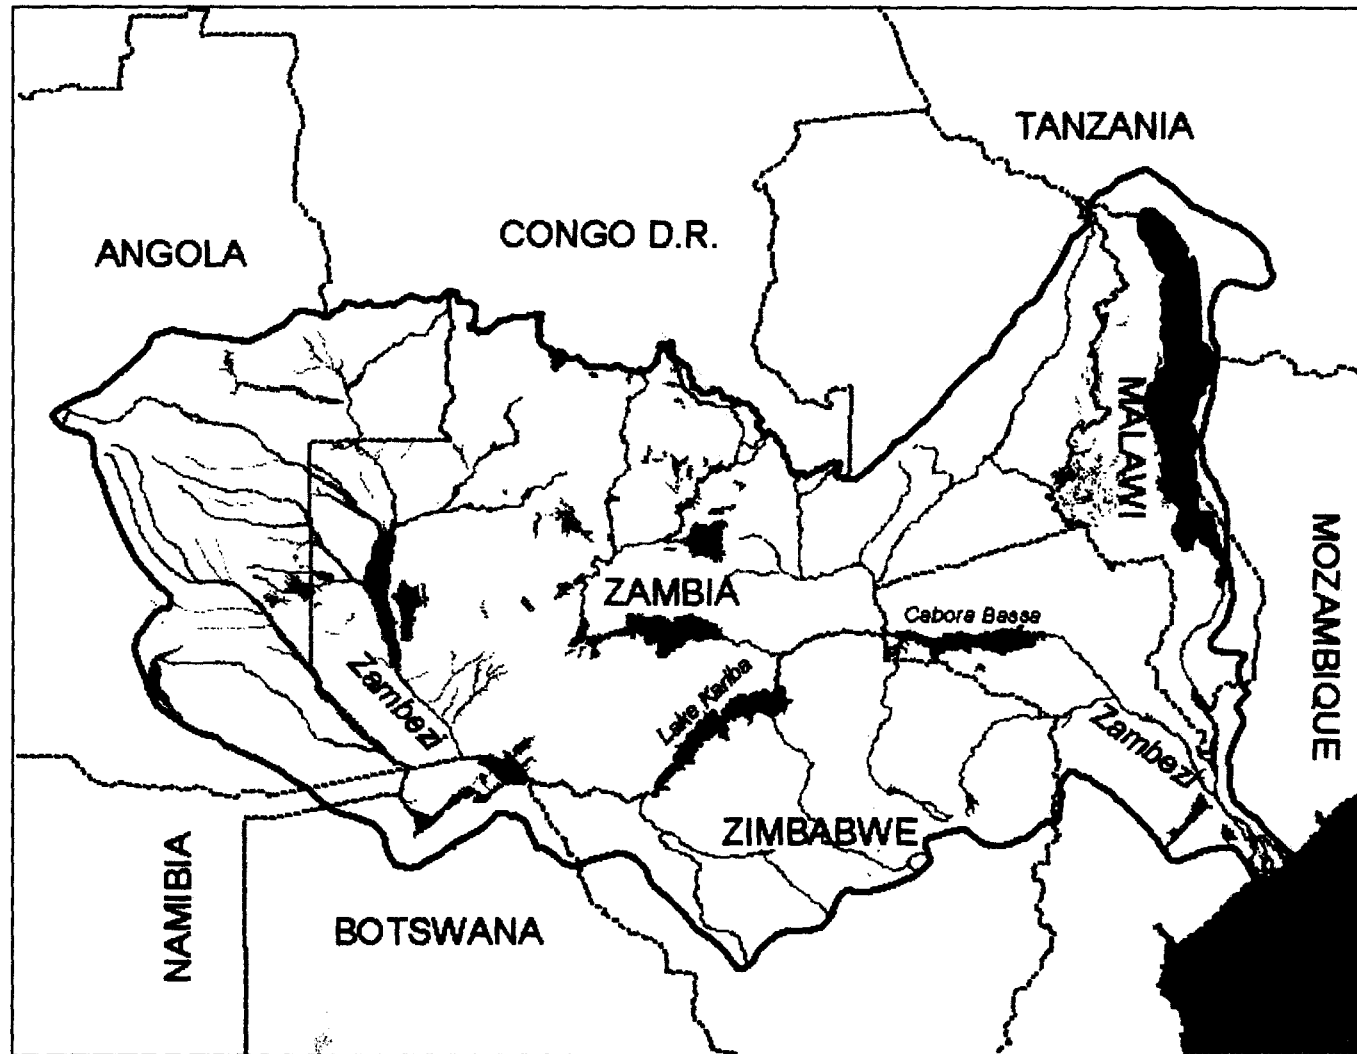 TANZANIA
CONGO D.R.
ANGOLA
MALAWI
MOZAMBIQUE
ZAMBIA
Cabora Bassa
Lake Kariba
Zambezi
Zambezi
ZIMBABWE
NAMIBIA
BOTSWANA